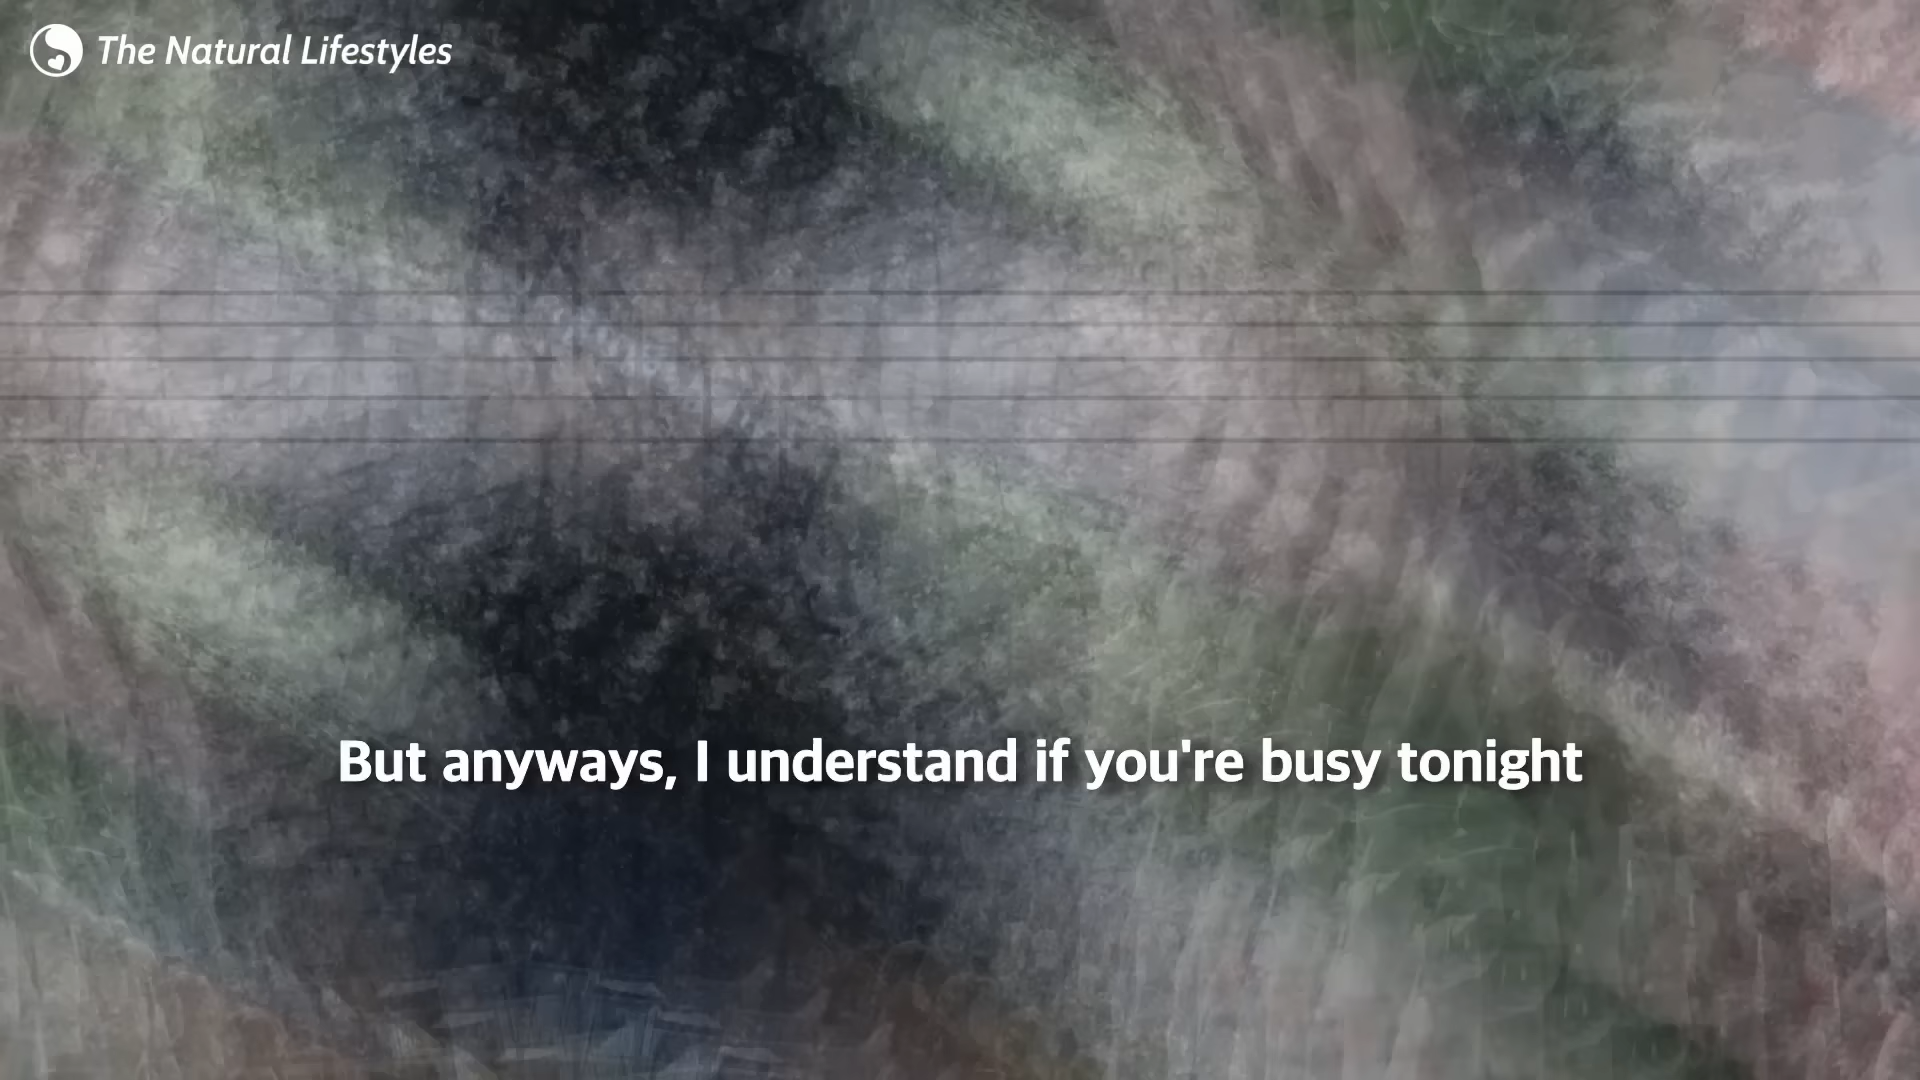 The Natural Lifestyles
But anyways, I understand if you're busy tonight